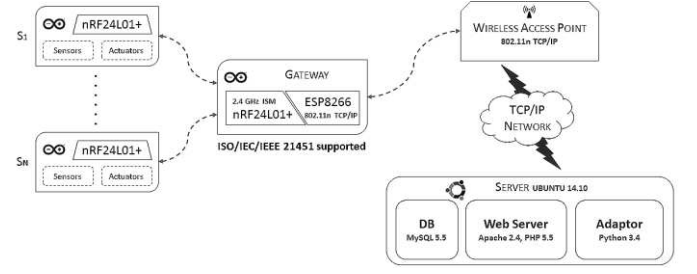 S1
nRF24L01+
Sensors
Actuators
SN
nRF24L01+
Sensors
Actuators
GATEWAY
2.4 GHz ISM
nRF24L01+
ESP8266
802.11n TCP/IP
ISO/IEC/IEEE 21451 supported
WIRELESS ACCESS POINT
802.11n TCP/IP
TCP/IP
NETWORK
SERVER UBUNTU 14.10
DB
MySQL 5.5
Web Server
Apache 2.4, PHP 5.5
Adaptor
Python 3.4